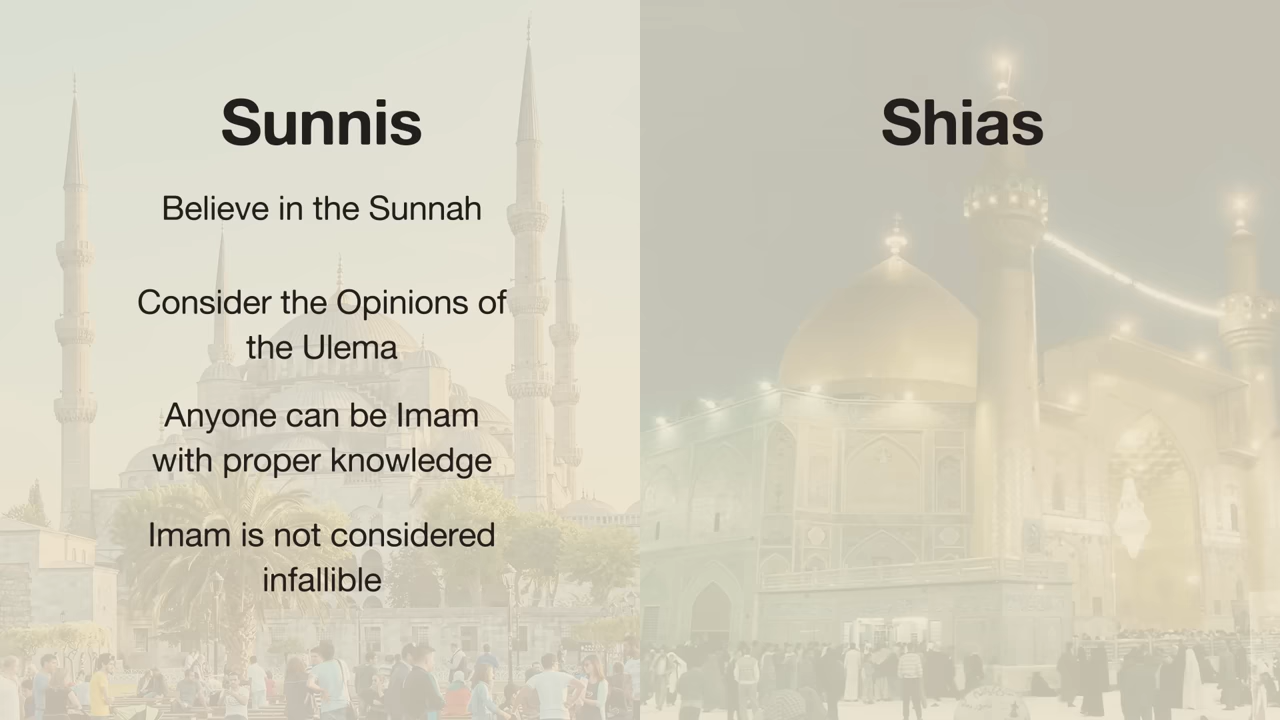 Sunnis
Believe in the Sunnah
Consider the Opinions of
the Ulema
Anyone can be Imam
with proper knowledge
Imam is not considered
infallible
Shias